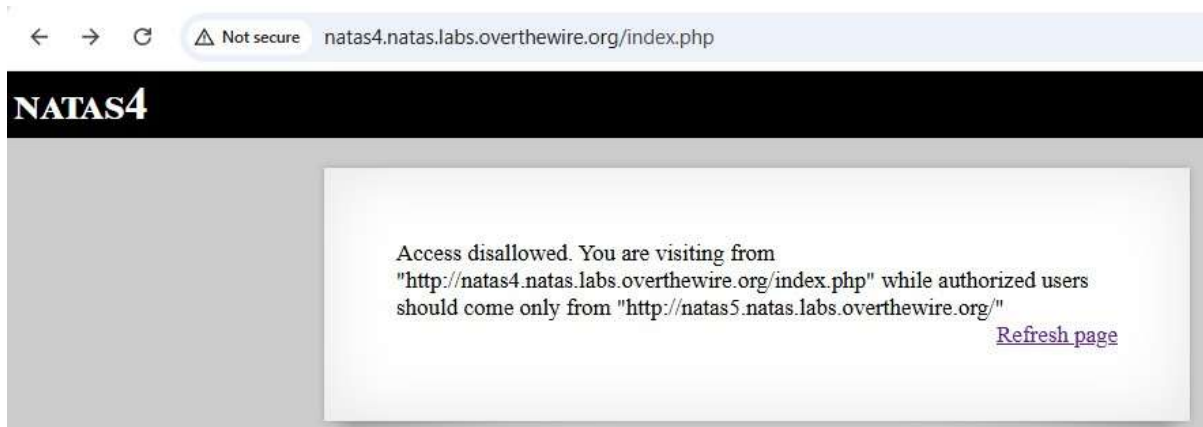 Not secure natas4.natas.labs.overthewire.org/index.php
NATAS4
Access disallowed. You are visiting from
"http://natas4.natas.labs.overthewire.org/index.php" while authorized users
should come only from "http://natas5.natas.labs.overthewire.org/"
Refresh page